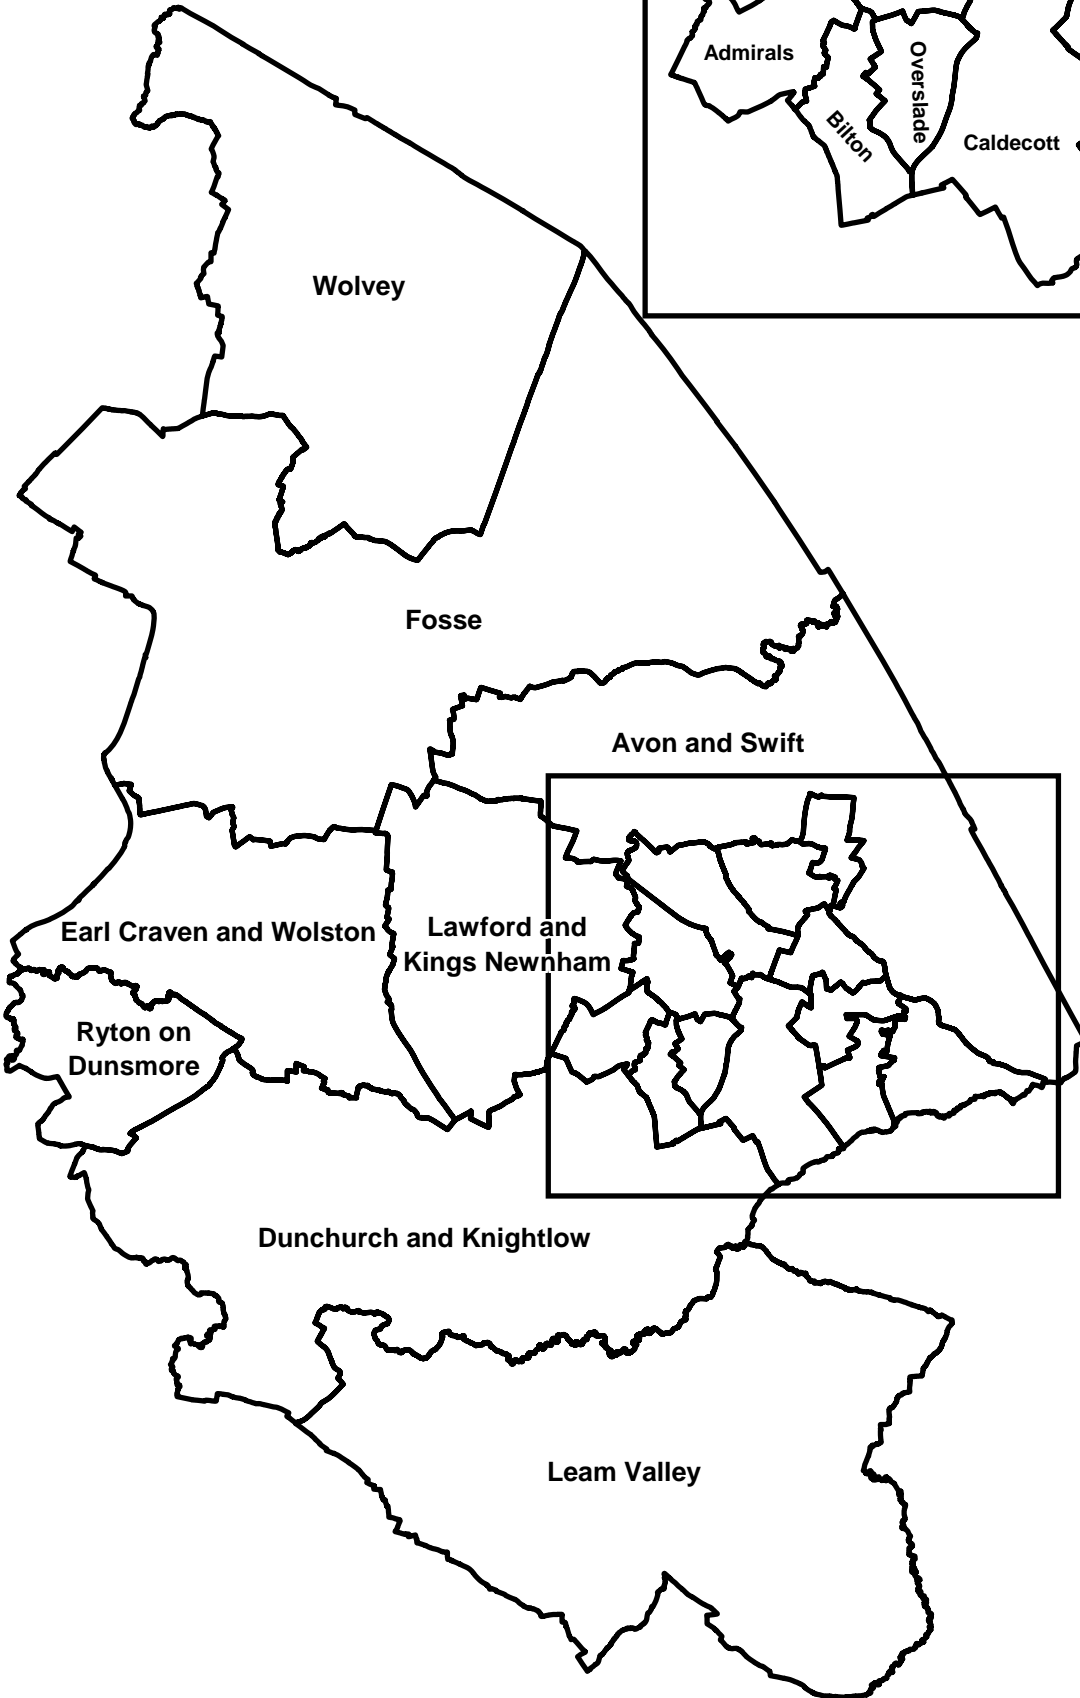 Admirals
Overslade
Bilton
Caldecott
Wolvey
Fosse
Avon and Swift
Earl Craven and Wolston
Lawford and
Kings Newnham
Ryton on
Dunsmore
Dunchurch and Knightlow
Leam Valley